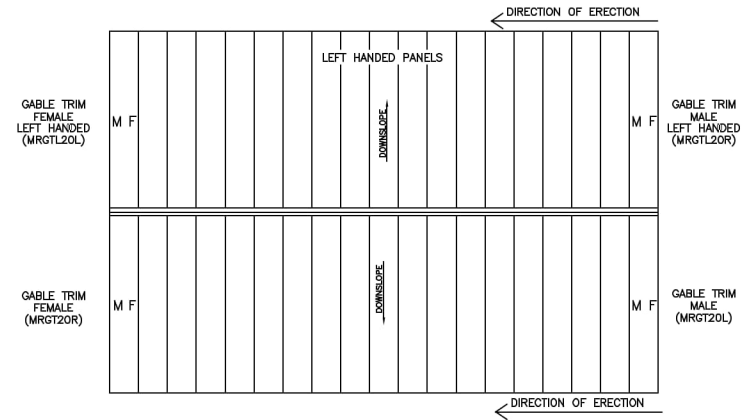 DIRECTION OF ERECTION
LEFT HANDED PANELS
GABLE TRIM
FEMALE
LEFT HANDED
(MRGTL20L)
M F
DOWNSLOPE
M F
GABLE TRIM
MALE
LEFT HANDED
(MRGTL20R)
GABLE TRIM
FEMALE
(MRGT20R)
M F
DOWNSLOPE
M F
GABLE TRIM
MALE
(MRGT20L)
DIRECTION OF ERECTION